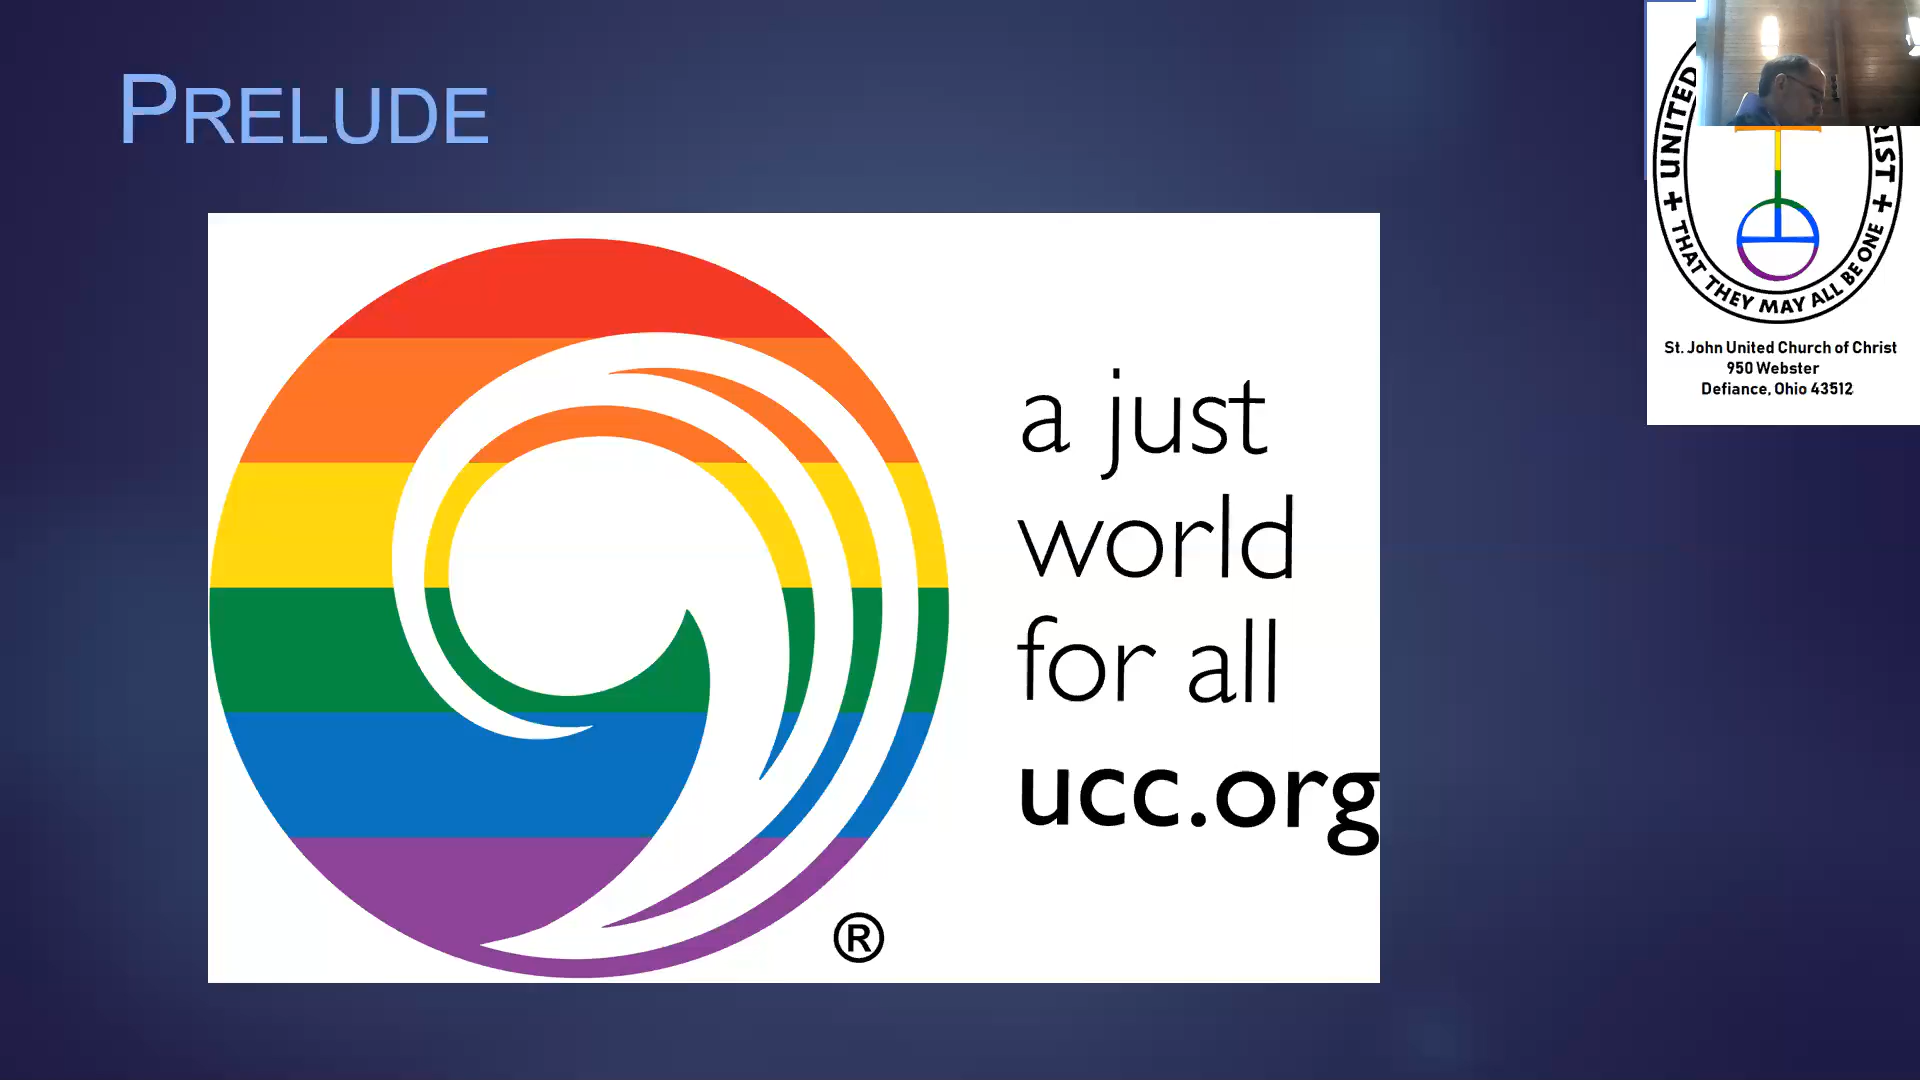 PRELUDE
a just
world
for all
ucc.org
®
UNITED
IST
THAT THEY MAY ALL BE ONE
St. John United Church of Christ
950 Webster
Defiance, Ohio 43512